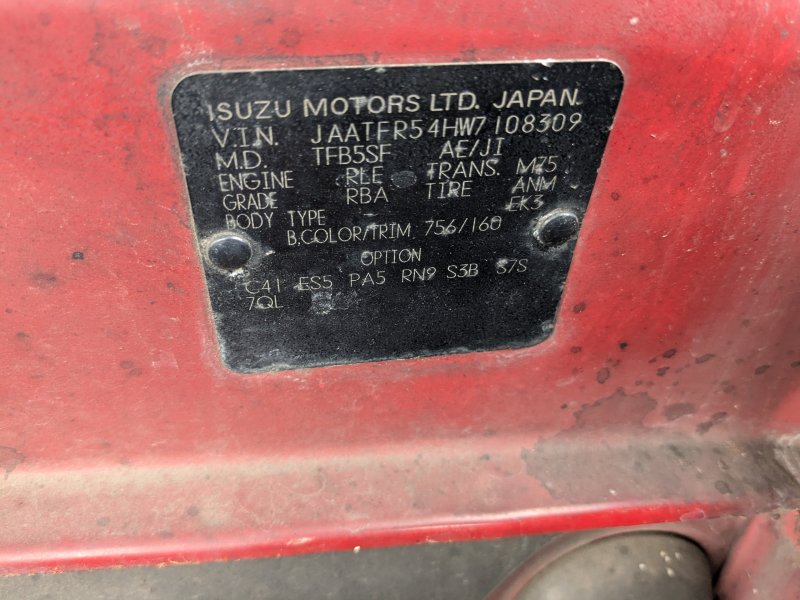 ISUZU MOTORS LTD. JAPAN.
V.I.N. JAATFR54HW7108309
M.D. TFB5SF AE/JI
ENGINE RLE TRANS. M75
GRADE RBA TIRE ANM
BODY TYPE EK3
B.COLOR/TRIM 756/160
OPTION
C41 ES5 PA5 RN9 S3B S7S
7QL